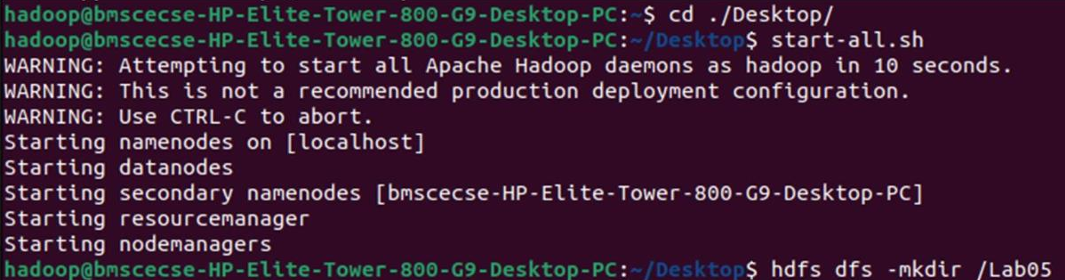 hadoop@bmscecse-HP-Elite-Tower-800-G9-Desktop-PC:~$ cd ./Desktop/
hadoop@bmscecse-HP-Elite-Tower-800-G9-Desktop-PC:~/Desktop$ start-all.sh
WARNING: Attempting to start all Apache Hadoop daemons as hadoop in 10 seconds.
WARNING: This is not a recommended production deployment configuration.
WARNING: Use CTRL-C to abort.
Starting namenodes on [localhost]
Starting datanodes
Starting secondary namenodes [bmscecse-HP-Elite-Tower-800-G9-Desktop-PC]
Starting resourcemanager
Starting nodemanagers
hadoop@bmscecse-HP-Elite-Tower-800-G9-Desktop-PC:~/Desktop$ hdfs dfs -mkdir /Lab05